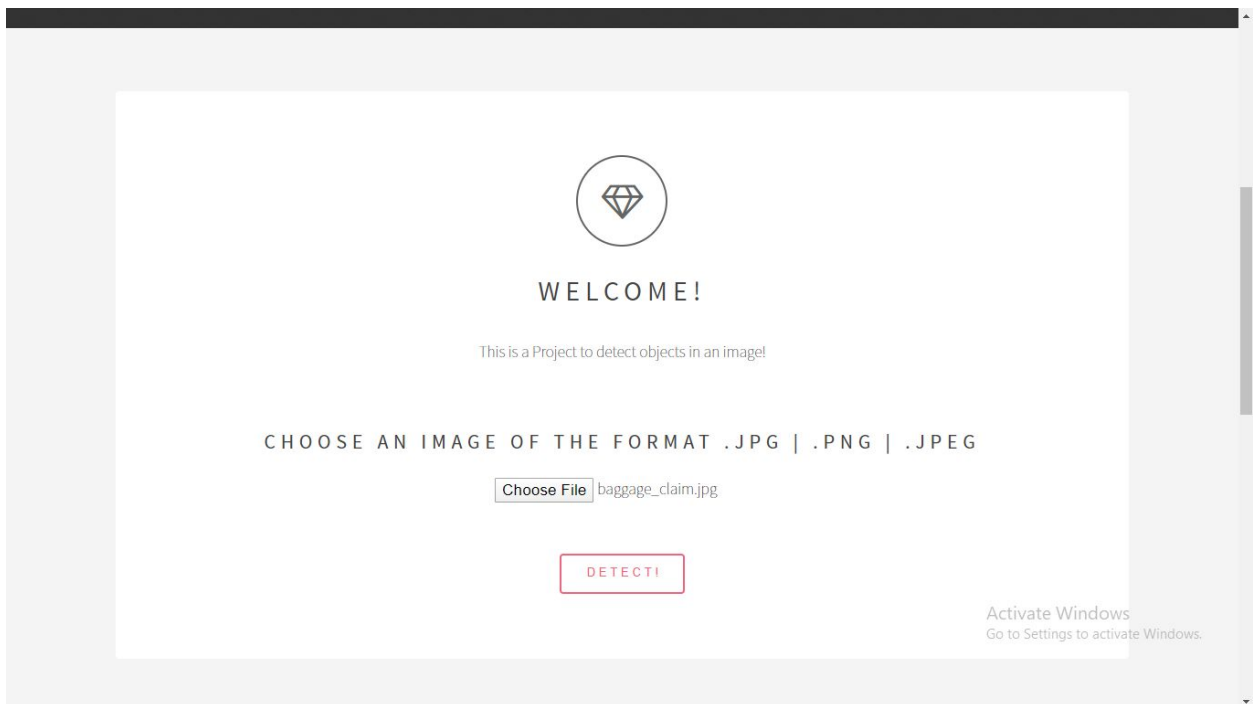 WELCOME!
This is a Project to detect objects in an image!
CHOOSE AN IMAGE OF THE FORMAT .JPG | .PNG | .JPEG
Choose File baggage_claim.jpg
DETECT!
Activate Windows
Go to Settings to activate Windows.